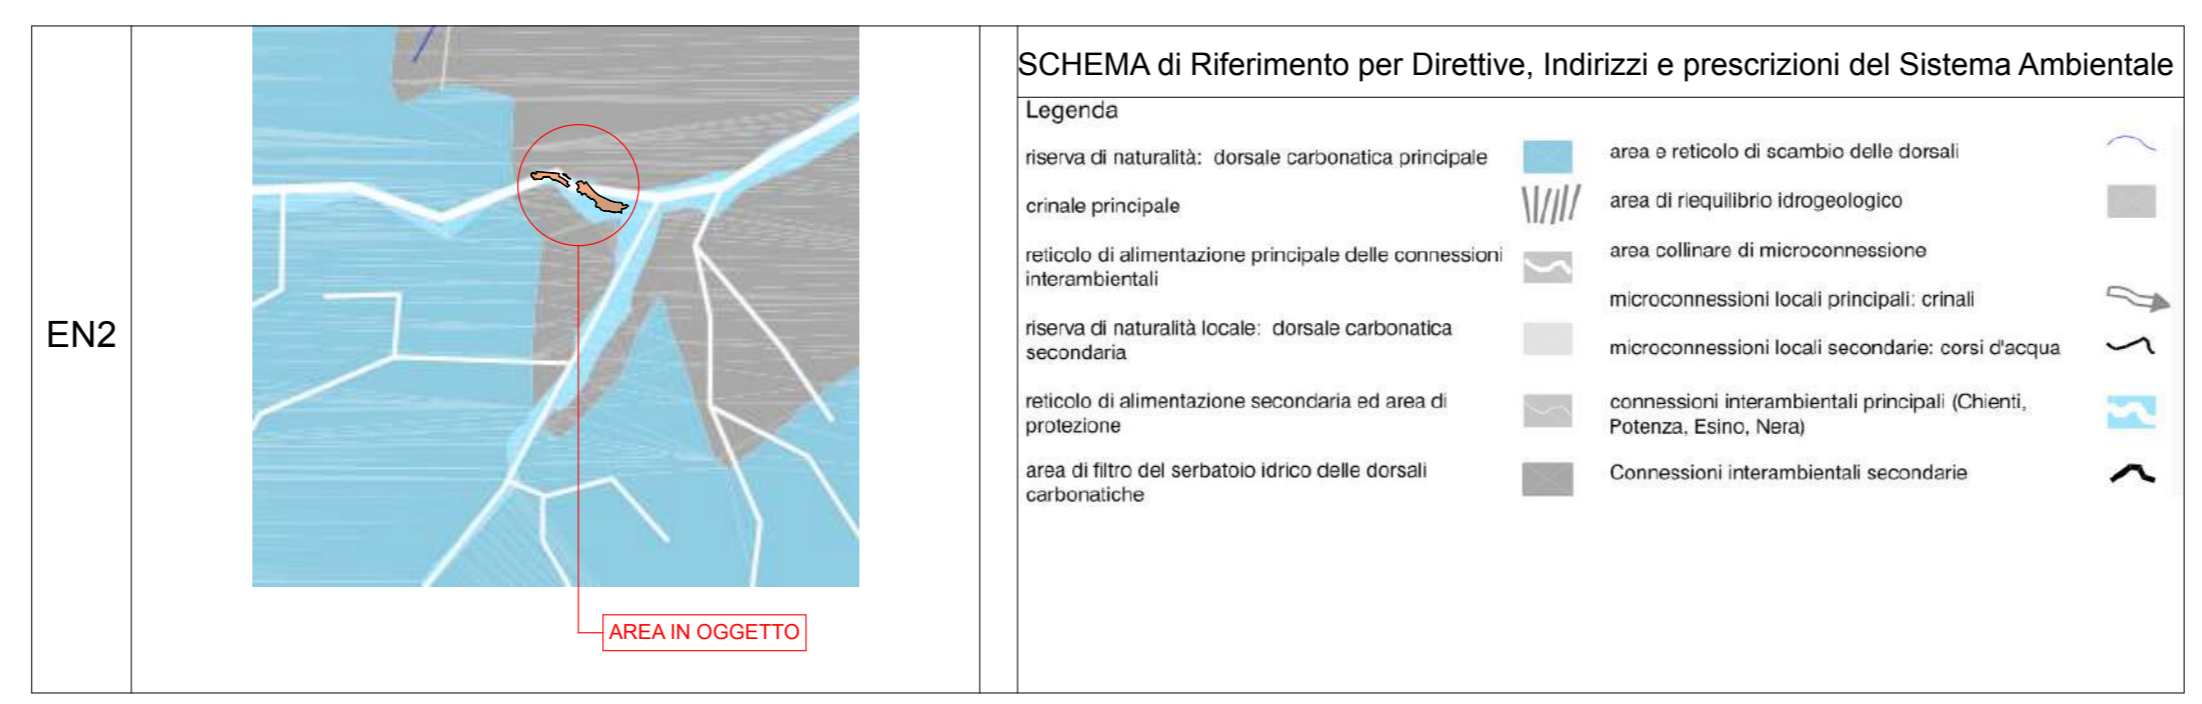 EN2
AREA IN OGGETTO
SCHEMA di Riferimento per Direttive, Indirizzi e prescrizioni del Sistema Ambientale
Legenda
riserva di naturalità: dorsale carbonatica principale
crinale principale
reticolo di alimentazione principale delle connessioni
interambientali
riserva di naturalità locale: dorsale carbonatica
secondaria
reticolo di alimentazione secondaria ed area di
protezione
area di filtro del serbatoio idrico delle dorsali
carbonatiche
area e reticolo di scambio delle dorsali
area di riequilibrio idrogeologico
area collinare di microconnessione
microconnessioni locali principali: crinali
microconnessioni locali secondarie: corsi d'acqua
connessioni interambientali principali (Chienti,
Potenza, Esino, Nera)
Connessioni interambientali secondarie